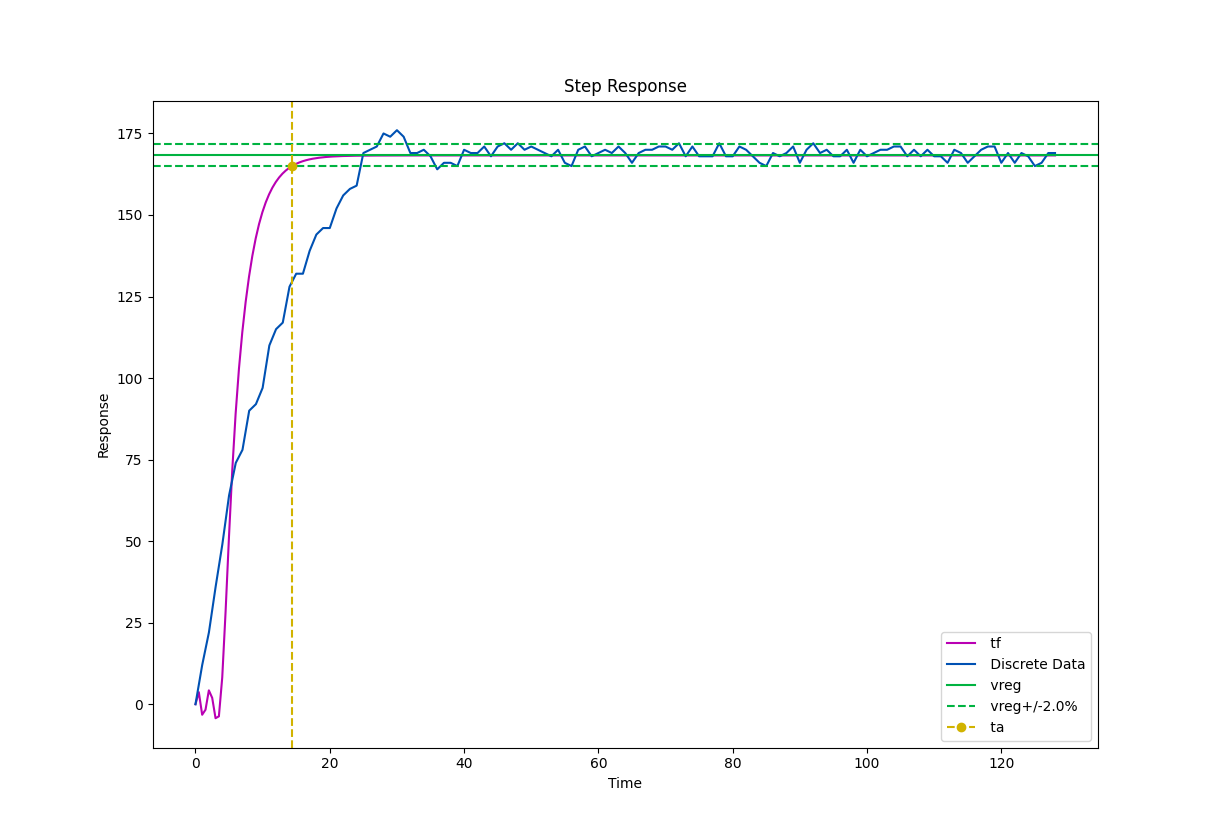 Step Response
Response
175
150
125
100
75
50
25
0
0 20 40 60 80 100 120
Time
tf
Discrete Data
vreg
vreg+/-2.0%
ta